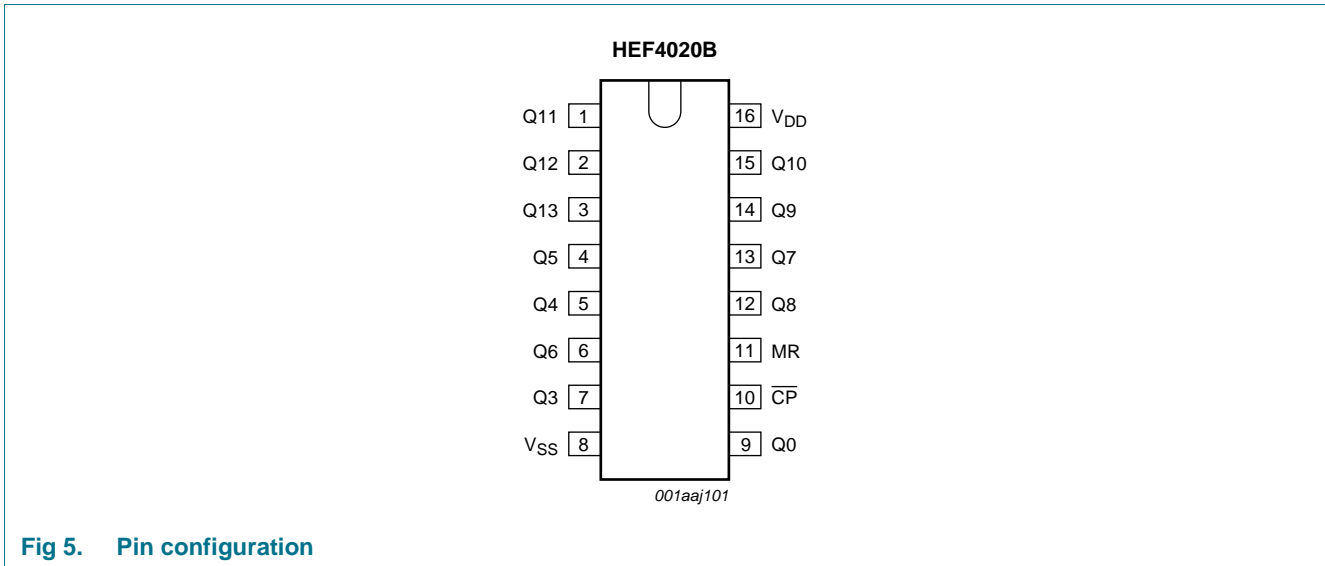 HEF4020B
Q11 1 16 VDD
Q12 2 15 Q10
Q13 3 14 Q9
Q5 4 13 Q7
Q4 5 12 Q8
Q6 6 11 MR
Q3 7 10 C̅P̅
VSS 8 9 Q0
001aaj101
Fig 5. Pin configuration